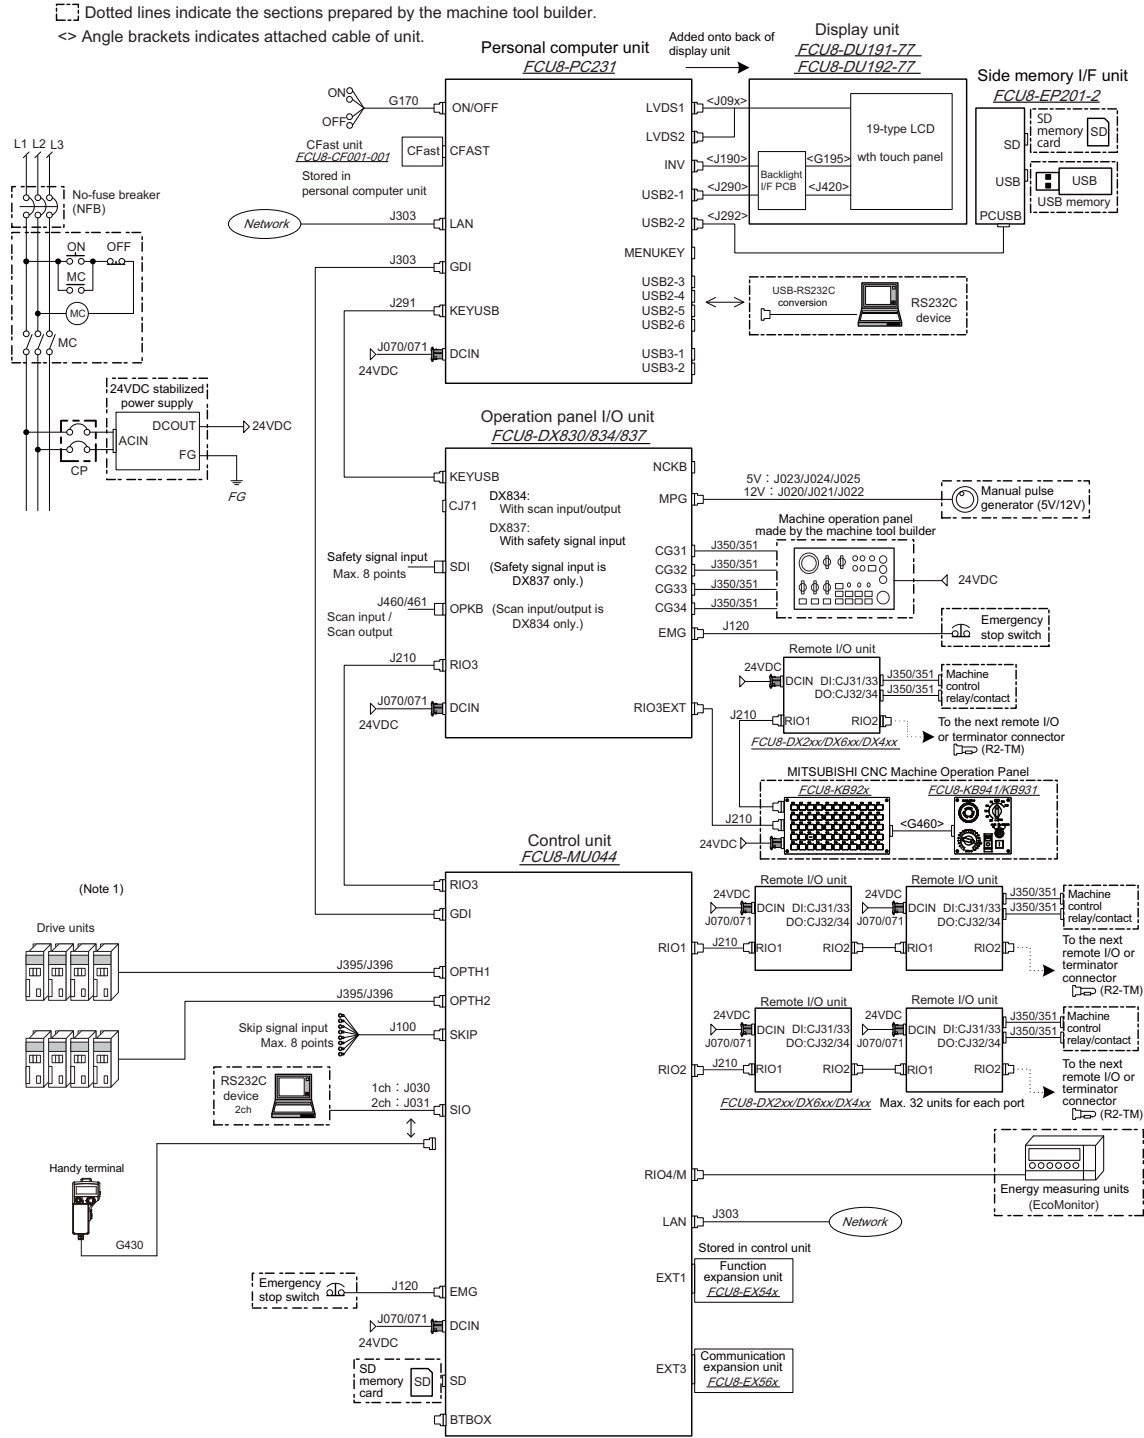 Dotted lines indicate the sections prepared by the machine tool builder.
<> Angle brackets indicates attached cable of unit.
Personal computer unit
FCU8-PC231
Added onto back of
display unit
Display unit
FCU8-DU191-77
FCU8-DU192-77
Side memory I/F unit
FCU8-EP201-2
ON
OFF
G170
ON/OFF
CFast unit
FCU8-CF001-001
Stored in
personal computer unit
CFast
CFAST
Network
J303
LAN
J303
GDI
J291
KEYUSB
J070/071
24VDC
DCIN
LVDS1
LVDS2
INV
USB2-1
USB2-2
MENUKEY
USB2-3
USB2-4
USB2-5
USB2-6
USB3-1
USB3-2
<J09x>
<J190>
<J290>
<J292>
Backlight
I/F PCB
<G195>
<J420>
19-type LCD
wth touch panel
SD
USB
PCUSB
SD
memory
card
SD
USB
USB memory
USB-RS232C
conversion
RS232C
device
L1 L2 L3
No-fuse breaker
(NFB)
ON
OFF
MC
MC
MC
24VDC stabilized
power supply
DCOUT
ACIN
FG
24VDC
CP
FG
Operation panel I/O unit
FCU8-DX830/834/837
KEYUSB
CJ71
DX834:
With scan input/output
DX837:
With safety signal input
Safety signal input
Max. 8 points
SDI
(Safety signal input is
DX837 only.)
J460/461
Scan input /
Scan output
OPKB
(Scan input/output is
DX834 only.)
J210
RIO3
J070/071
24VDC
DCIN
NCKB
MPG
5V : J023/J024/J025
12V : J020/J021/J022
Manual pulse
generator (5V/12V)
Machine operation panel
made by the machine tool builder
CG31
J350/351
CG32
J350/351
CG33
J350/351
CG34
J350/351
24VDC
EMG
J120
Emergency
stop switch
RIO3EXT
Remote I/O unit
24VDC
DCIN
DI:CJ31/33
DO:CJ32/34
J350/351
J350/351
Machine
control
relay/contact
J210
RIO1
RIO2
FCU8-DX2xx/DX6xx/DX4xx
To the next remote I/O
or terminator connector
(R2-TM)
MITSUBISHI CNC Machine Operation Panel
FCU8-KB92x
FCU8-KB941/KB931
J210
24VDC
<G460>
Control unit
FCU8-MU044
(Note 1)
Drive units
RIO3
GDI
J395/J396
OPTH1
J395/J396
OPTH2
Skip signal input
Max. 8 points
J100
SKIP
RS232C
device
2ch
1ch : J030
2ch : J031
SIO
Handy terminal
G430
Emergency
stop switch
J120
EMG
J070/071
24VDC
DCIN
SD
memory
card
SD
SD
BTBOX
Remote I/O unit
24VDC
J070/071
DCIN
DI:CJ31/33
DO:CJ32/34
RIO1
J210
RIO1
RIO2
Remote I/O unit
24VDC
J070/071
DCIN
DI:CJ31/33
DO:CJ32/34
RIO1
RIO2
J350/351
J350/351
Machine
control
relay/contact
To the next
remote I/O or
terminator
connector
(R2-TM)
Remote I/O unit
24VDC
J070/071
DCIN
DI:CJ31/33
DO:CJ32/34
RIO2
J210
RIO1
RIO2
Remote I/O unit
24VDC
J070/071
DCIN
DI:CJ31/33
DO:CJ32/34
RIO1
RIO2
J350/351
J350/351
Machine
control
relay/contact
To the next
remote I/O or
terminator
connector
(R2-TM)
FCU8-DX2xx/DX6xx/DX4xx
Max. 32 units for each port
RIO4/M
Energy measuring units
(EcoMonitor)
LAN
J303
Network
Stored in control unit
EXT1
Function
expansion unit
FCU8-EX54x
EXT3
Communication
expansion unit
FCU8-EX56x